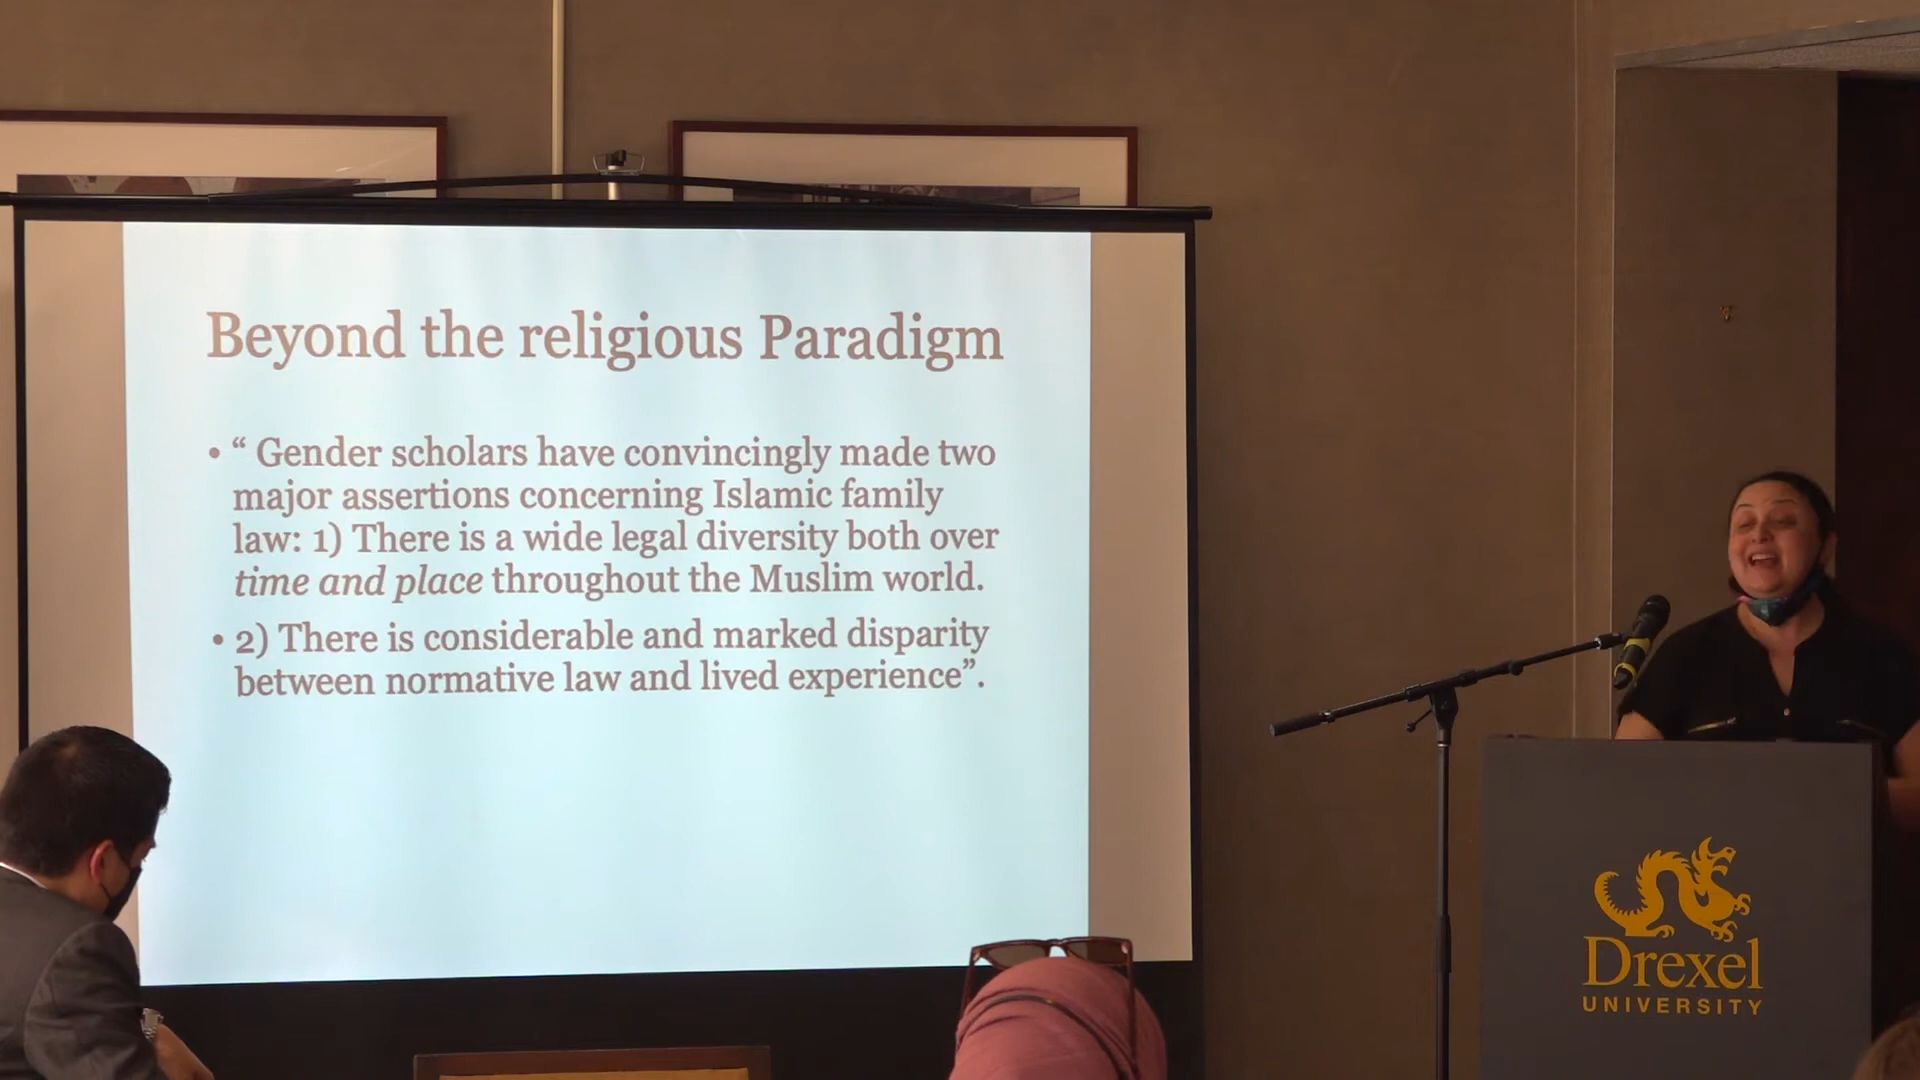 Beyond the religious Paradigm
• “ Gender scholars have convincingly made two
major assertions concerning Islamic family
law: 1) There is a wide legal diversity both over
time and place throughout the Muslim world.
• 2) There is considerable and marked disparity
between normative law and lived experience”.
Drexel
UNIVERSITY